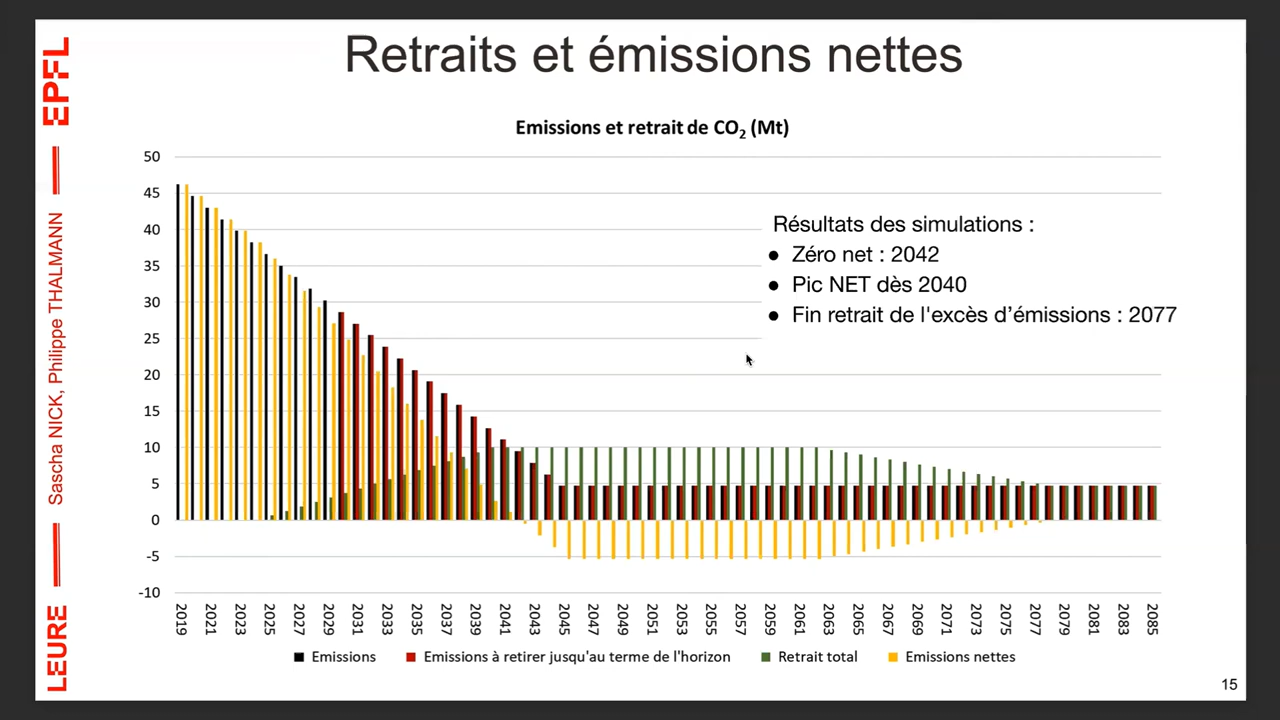 Retraits et émissions nettes
EPFL
Sascha NICK, Philippe THALMANN
LEURE
Emissions et retrait de CO₂ (Mt)
50
45
40
35
30
25
20
15
10
5
0
-5
-10
Résultats des simulations :
● Zéro net : 2042
● Pic NET dès 2040
● Fin retrait de l'excès d’émissions : 2077
2019 2021 2023 2025 2027 2029 2031 2033 2035 2037 2039 2041 2043 2045 2047 2049 2051 2053 2055 2057 2059 2061 2063 2065 2067 2069 2071 2073 2075 2077 2079 2081 2083 2085
Emissions Emissions à retirer jusqu'au terme de l'horizon Retrait total Emissions nettes
15